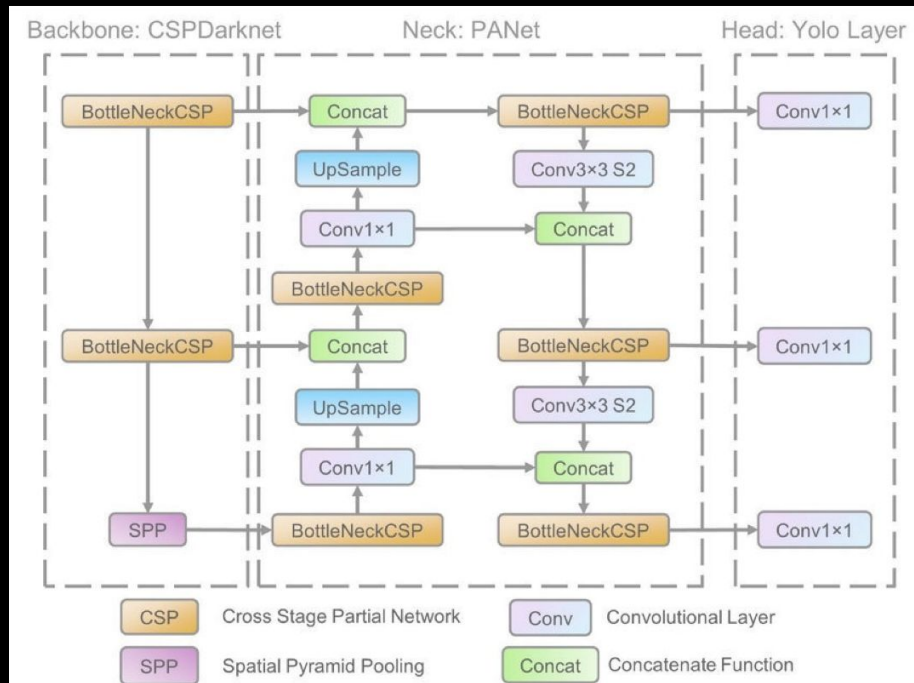 Backbone: CSPDarknet
Neck: PANet
Head: Yolo Layer
BottleNeckCSP
Concat
BottleNeckCSP
Conv1×1
UpSample
Conv3×3 S2
Conv1×1
Concat
BottleNeckCSP
BottleNeckCSP
Concat
BottleNeckCSP
Conv1×1
UpSample
Conv3×3 S2
Conv1×1
Concat
SPP
BottleNeckCSP
BottleNeckCSP
Conv1×1
CSP
Cross Stage Partial Network
Conv
Convolutional Layer
SPP
Spatial Pyramid Pooling
Concat
Concatenate Function